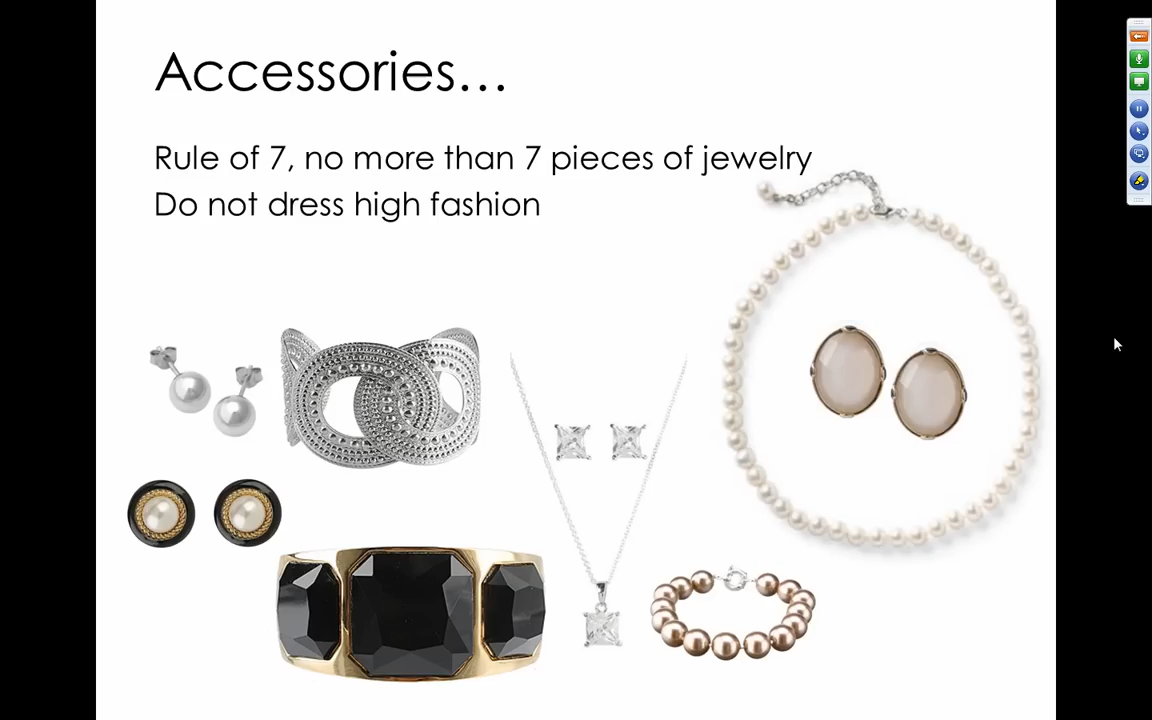 Accessories…
Rule of 7, no more than 7 pieces of jewelry
Do not dress high fashion